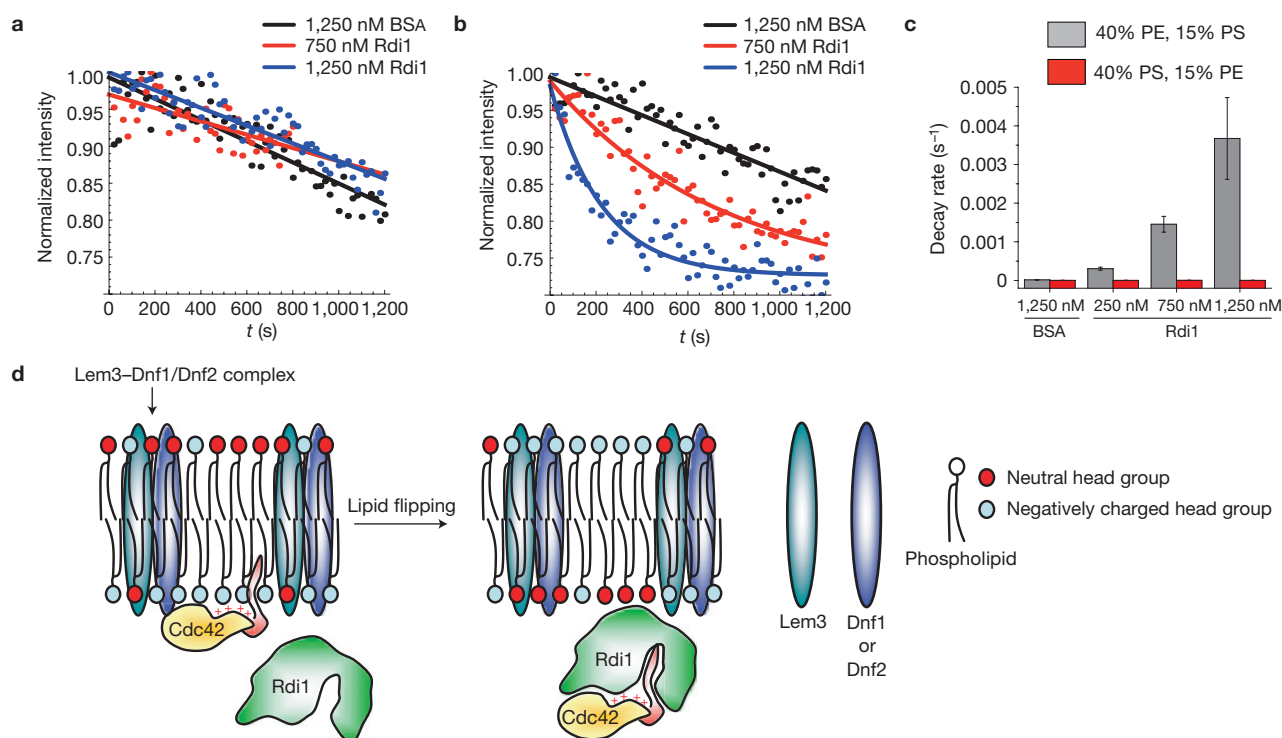 a
1,250 nM BSA
750 nM Rdi1
1,250 nM Rdi1
Normalized intensity
1.00
0.95
0.90
0.85
0.80
0.75
0 200 400 600 800 1,000 1,200
t (s)
b
1,250 nM BSA
750 nM Rdi1
1,250 nM Rdi1
Normalized intensity
1.00
0.95
0.90
0.85
0.80
0.75
0 200 400 600 800 1,000 1,200
t (s)
c
40% PE, 15% PS
40% PS, 15% PE
Decay rate (s⁻¹)
0.005
0.004
0.003
0.002
0.001
0
1,250 nM 250 nM 750 nM 1,250 nM
BSA Rdi1
d
Lem3–Dnf1/Dnf2 complex
Cdc42
++++
Rdi1
Lipid flipping
Rdi1
++++
Cdc42
Lem3
Dnf1
or
Dnf2
Phospholipid
Neutral head group
Negatively charged head group